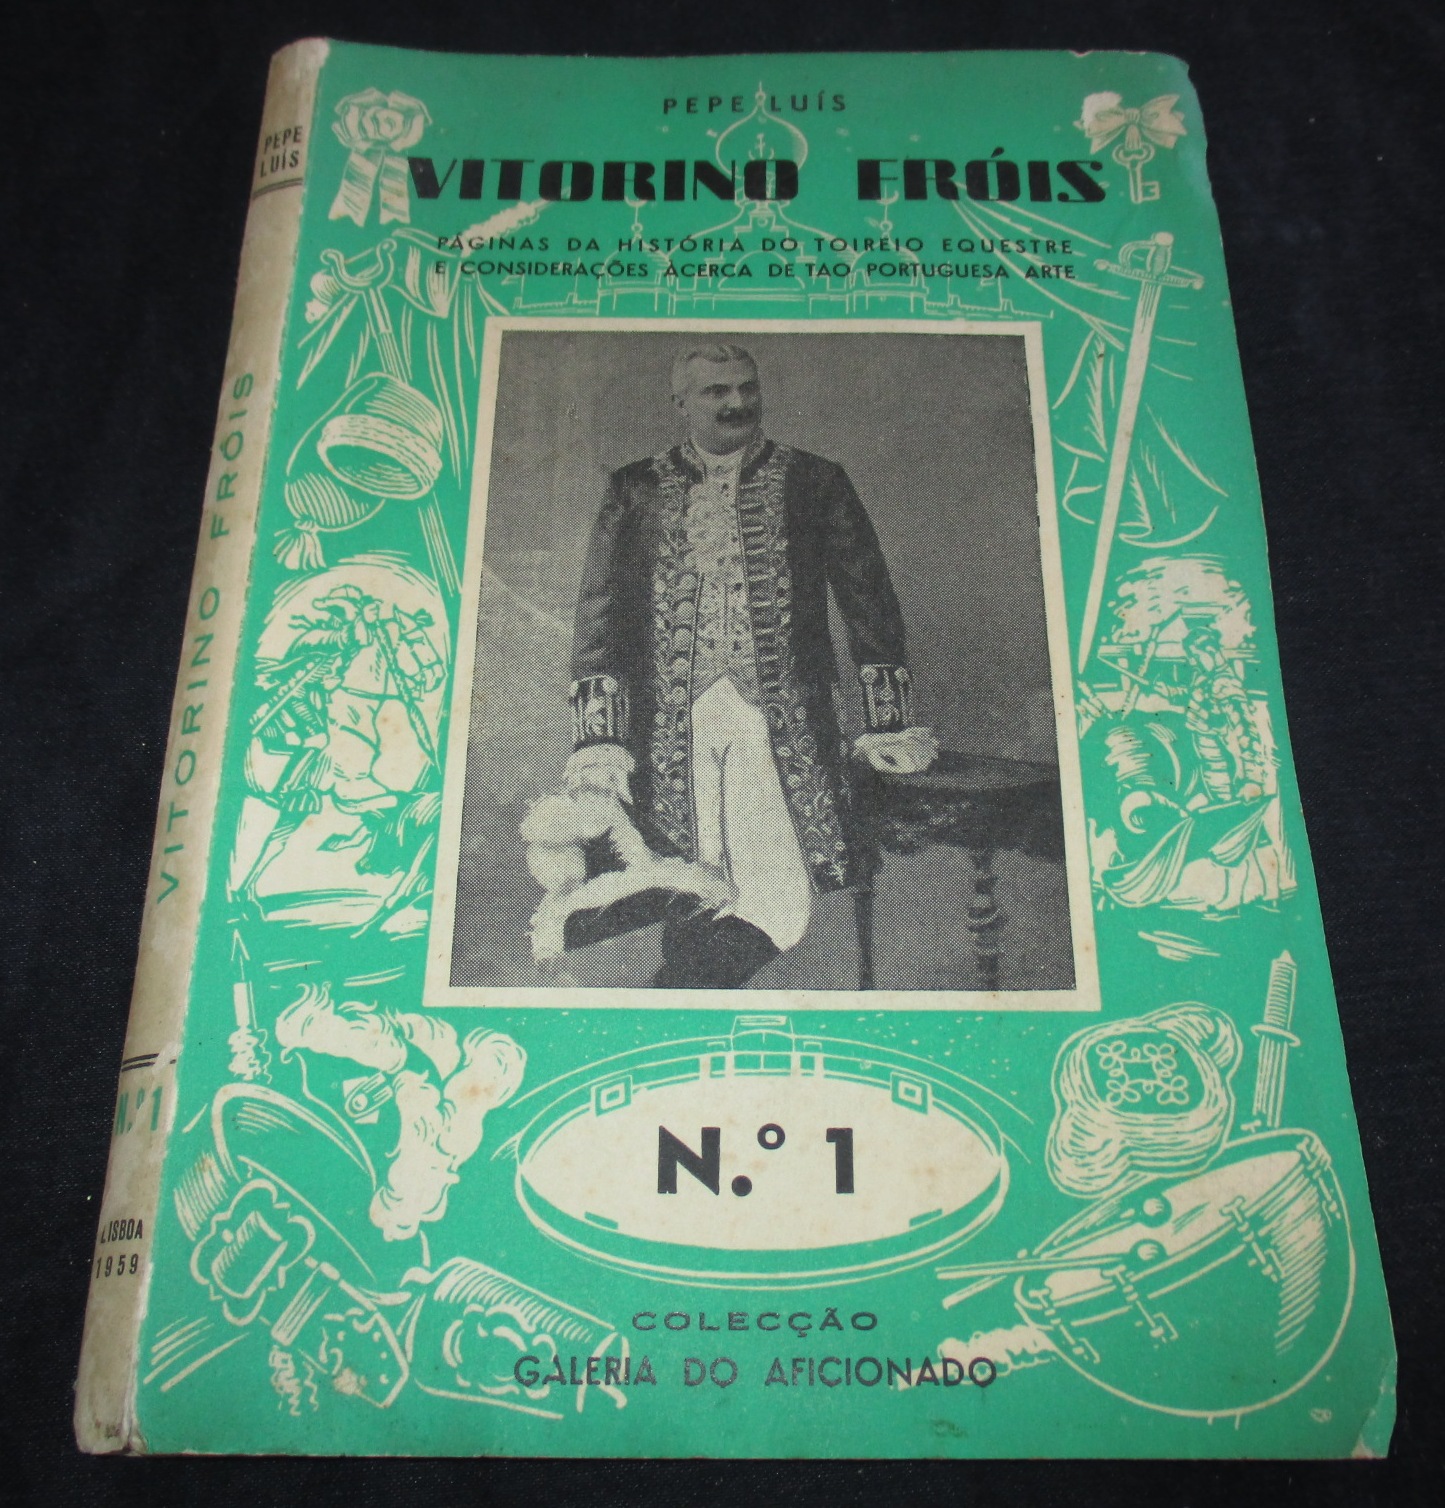 PEPE LUÍS
VITORINO FRÓIS
PÁGINAS DA HISTÓRIA DO TOIREIO EQUESTRE
E CONSIDERAÇÕES ÀCERCA DE TAO PORTUGUESA ARTE
N.º 1
COLECÇÃO
GALERIA DO AFICIONADO
PEPE
LUÍS
VITORINO FRÓIS
N.º 1
LISBOA
1959